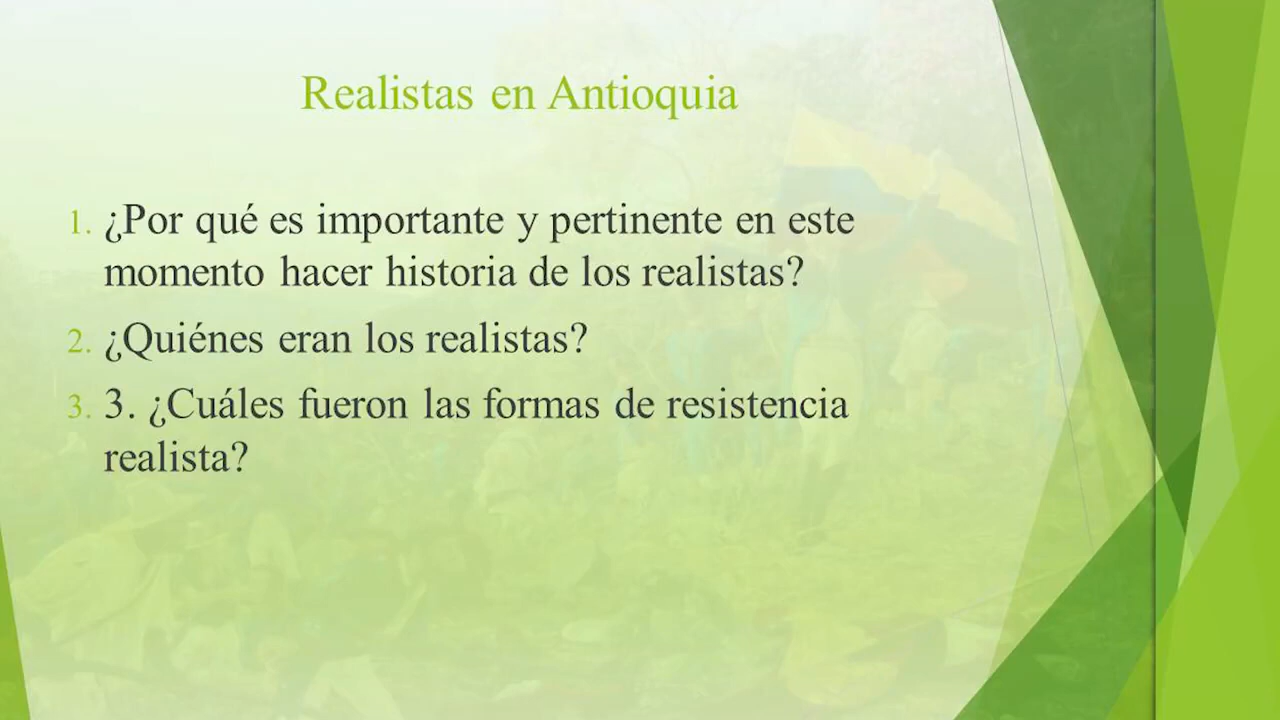 Realistas en Antioquia
1. ¿Por qué es importante y pertinente en este
momento hacer historia de los realistas?
2. ¿Quiénes eran los realistas?
3. 3. ¿Cuáles fueron las formas de resistencia
realista?